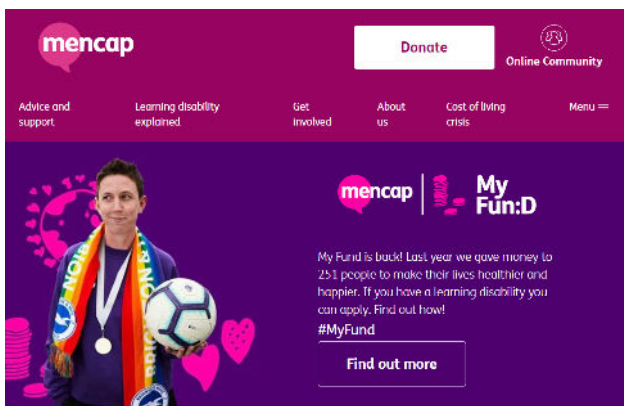 mencap
Donate
Online Community
Advice and support
Learning disability explained
Get involved
About us
Cost of living crisis
Menu
mencap
My Fun:D
BRIGHTON &
My Fund is back! Last year we gave money to
251 people to make their lives healthier and
happier. If you have a learning disability you
can apply. Find out how!
#MyFund
Find out more